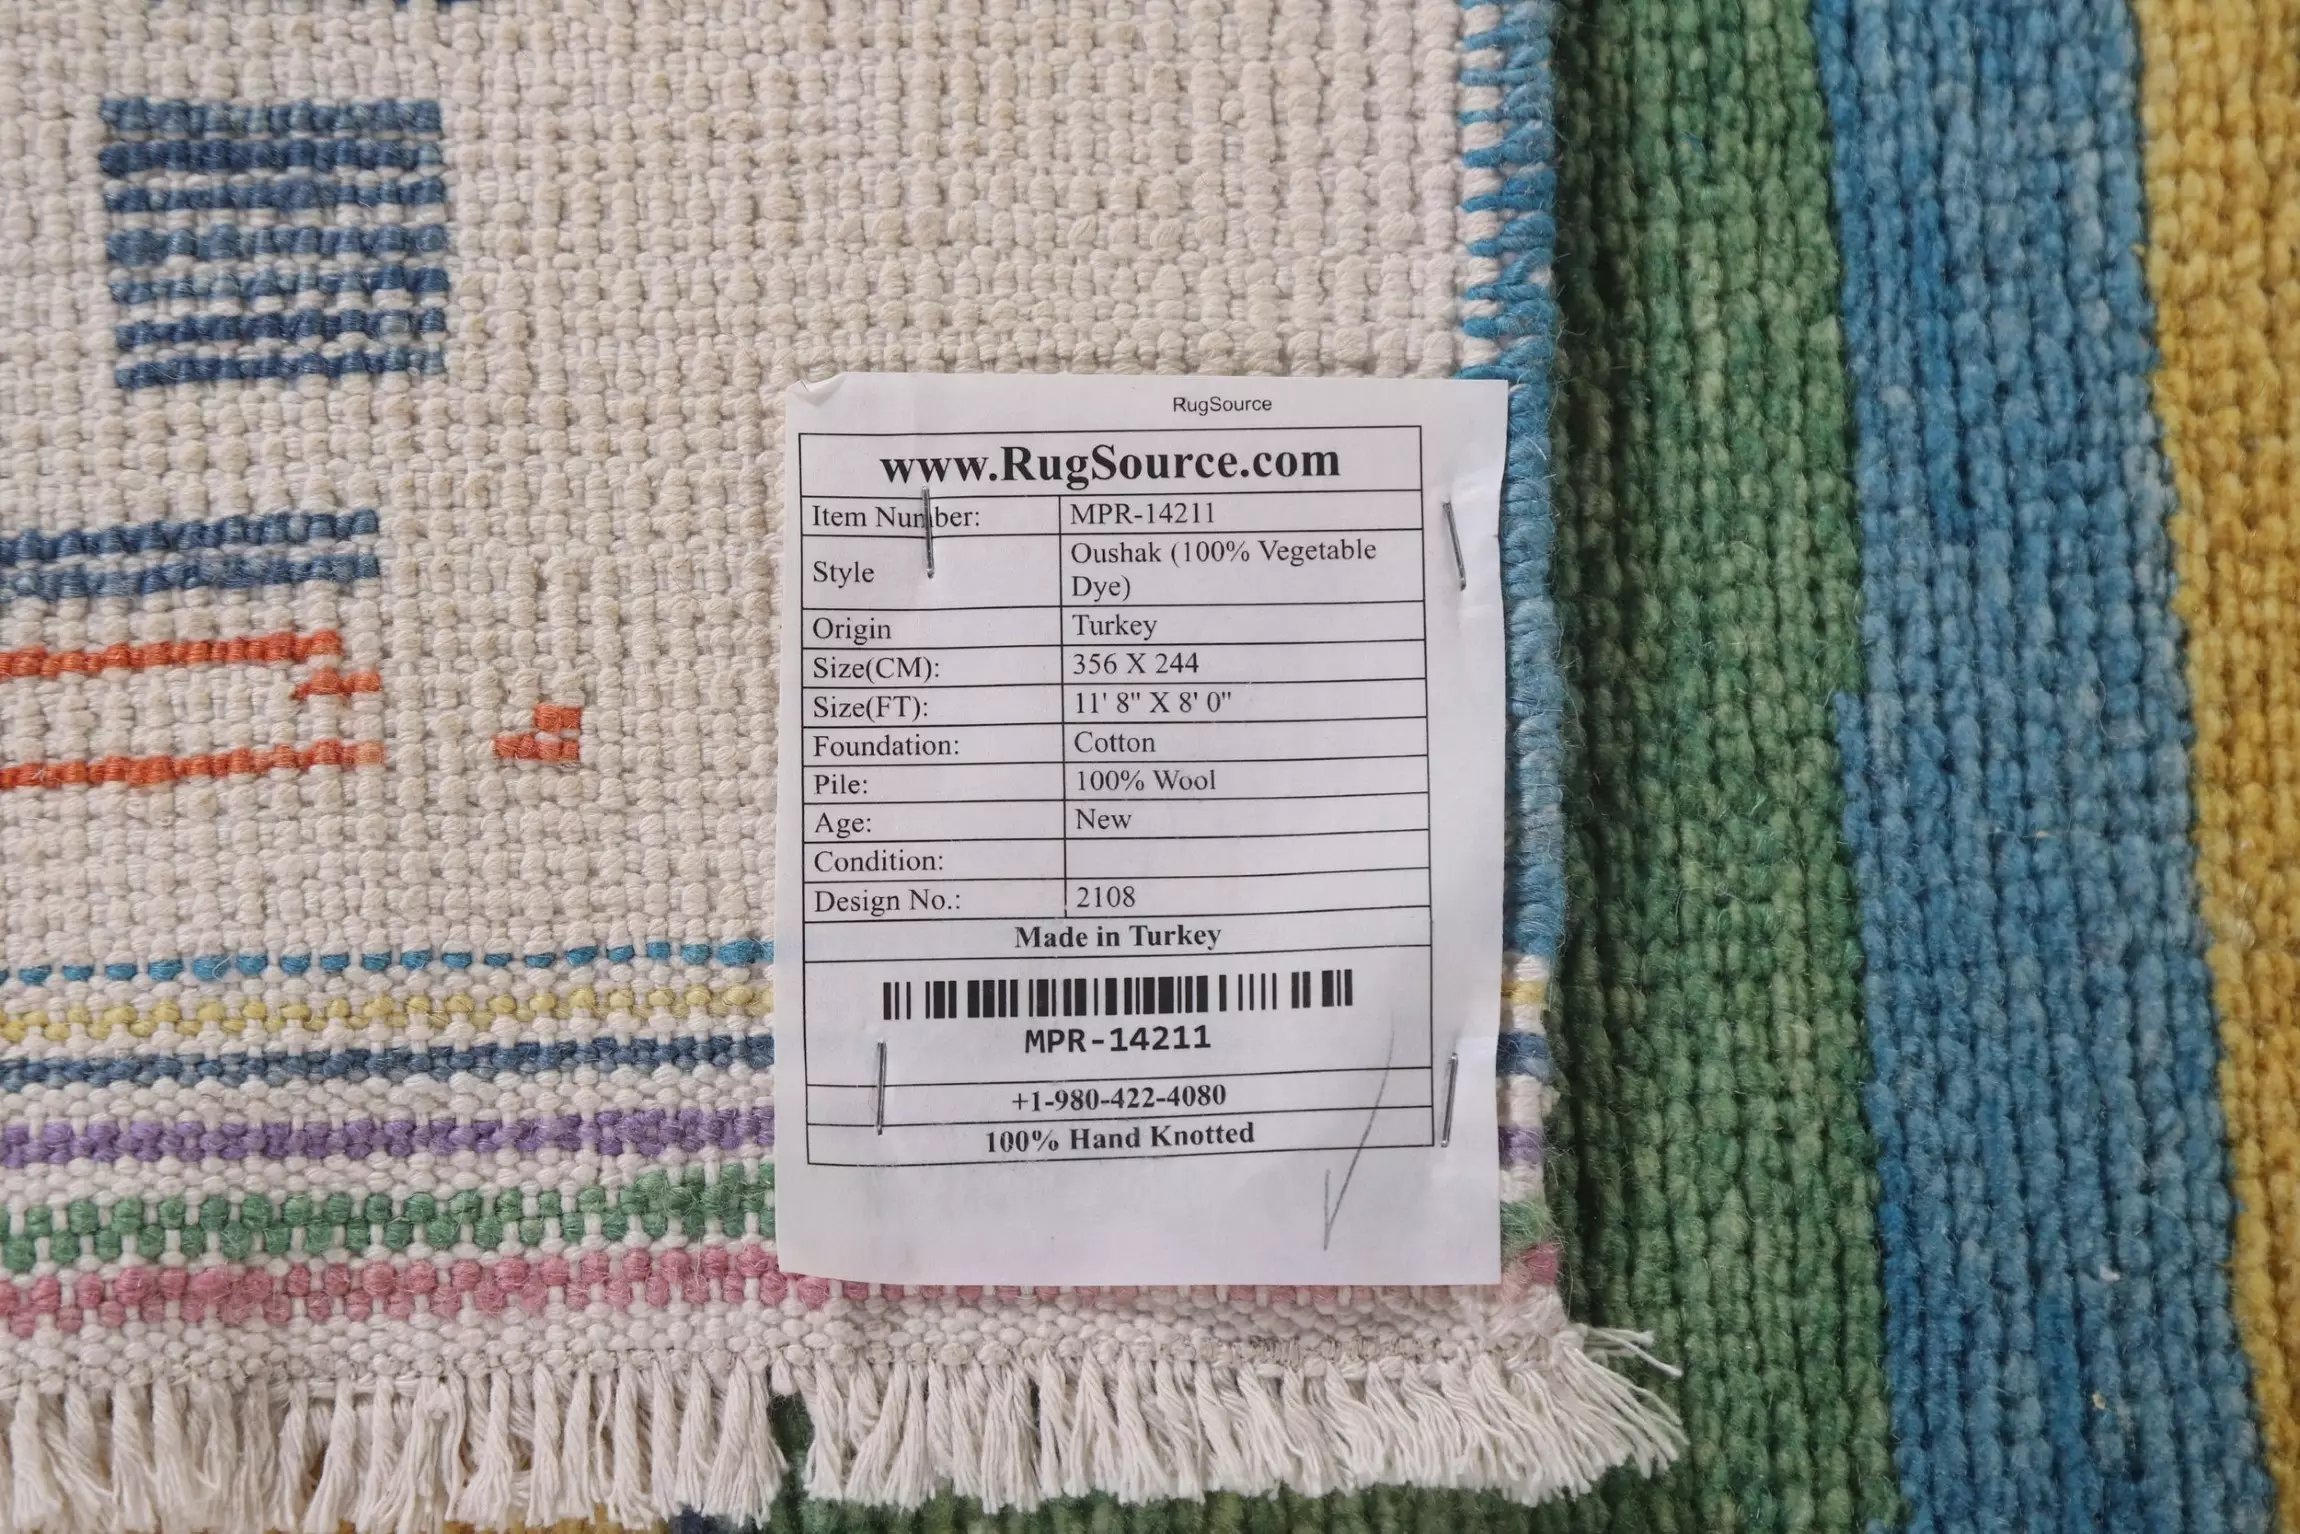 RugSource
www.RugSource.com
Item Number: MPR-14211
Style Oushak (100% Vegetable
Dye)
Origin Turkey
Size(CM): 356 X 244
Size(FT): 11' 8" X 8' 0"
Foundation: Cotton
Pile: 100% Wool
Age: New
Condition:
Design No.: 2108
Made in Turkey
MPR-14211
+1-980-422-4080
100% Hand Knotted